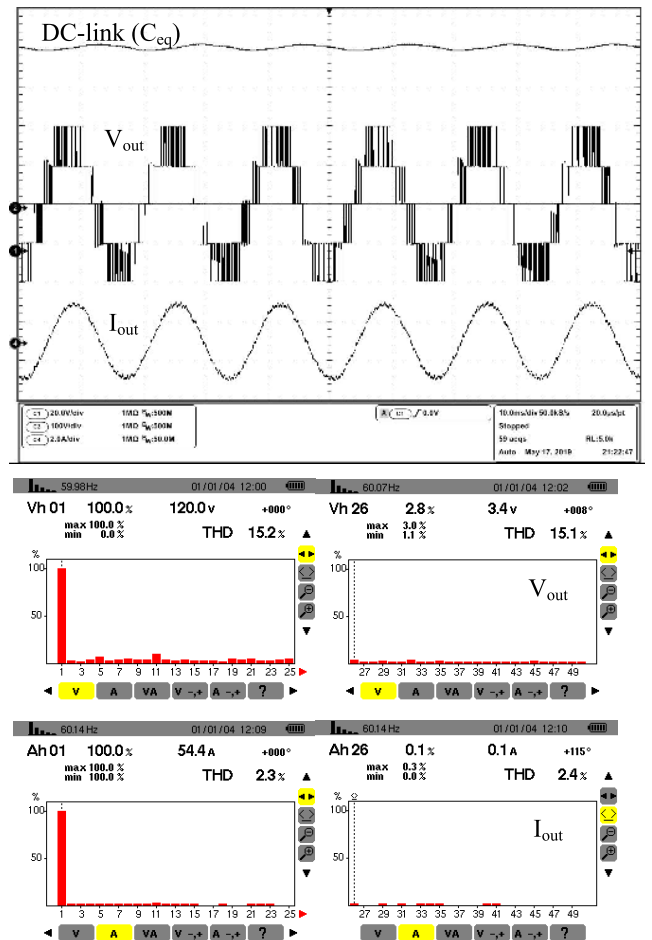 DC-link (Ceq)
Vout
Iout
C1 20.0V/div 1MΩ BW:500M
C2 100V/div 1MΩ BW:500M
C4 2.0A/div 1MΩ BW:50.0M
A C1 0.0V
10.0ms/div 50.0kS/s 20.0µs/pt
Stopped
59 acqs RL:5.0k
Auto May 17, 2019 21:22:47
59.98Hz 01/01/04 12:00
Vh 01 100.0 % 120.0 V +000°
max 100.0 %
min 0.0 %
THD 15.2 %
%
100
50
1 3 5 7 9 11 13 15 17 19 21 23 25
V A VA V -,+ A -,+ ?
60.07Hz 01/01/04 12:02
Vh 26 2.8 % 3.4 V +008°
max 3.0 %
min 1.1 %
THD 15.1 %
%
100
50
Vout
27 29 31 33 35 37 39 41 43 45 47 49
V A VA V -,+ A -,+ ?
60.14Hz 01/01/04 12:09
Ah 01 100.0 % 54.4 A +000°
max 100.0 %
min 100.0 %
THD 2.3 %
%
100
50
1 3 5 7 9 11 13 15 17 19 21 23 25
V A VA V -,+ A -,+ ?
60.14Hz 01/01/04 12:10
Ah 26 0.1 % 0.1 A +115°
max 0.3 %
min 0.0 %
THD 2.4 %
%
100
50
Iout
27 29 31 33 35 37 39 41 43 45 47 49
V A VA V -,+ A -,+ ?